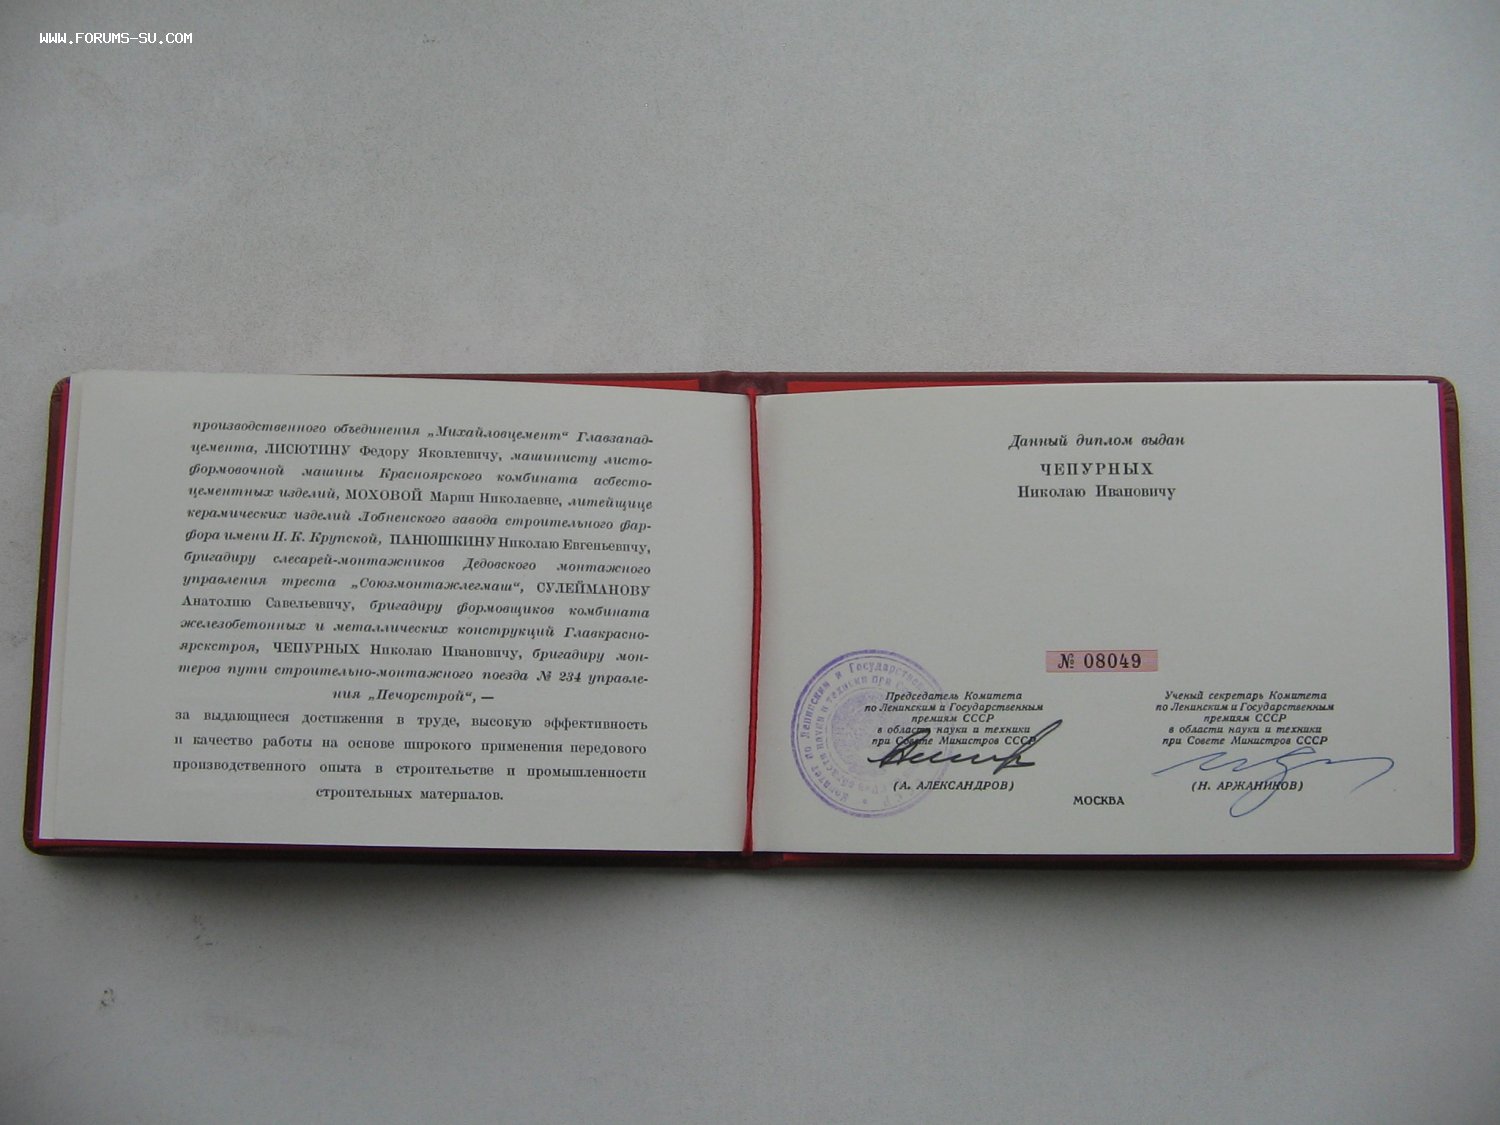 WWW.FORUMS-SU.COM
производственного объединения „Михайловцемент“ Главзапад-
цемента, ЛИСЮТИНУ Федору Яковлевичу, машинисту листо-
формовочной машины Красноярского комбината асбесто-
цементных изделий, МОХОВОЙ Марии Николаевне, литейщице
керамических изделий Лобненского завода строительного фар-
фора имени Н. К. Крупской, ПАНЮШКИНУ Николаю Евгеньевичу,
бригадиру слесарей-монтажников Дедовского монтажного
управления треста „Союзмонтажлегмаш“, СУЛЕЙМАНОВУ
Анатолию Савельевичу, бригадиру формовщиков комбината
железобетонных и металлических конструкций Главкрасно-
ярскстроя, ЧЕПУРНЫХ Николаю Ивановичу, бригадиру мон-
теров пути строительно-монтажного поезда № 234 управле-
ния „Печорстрой“, —
за выдающиеся достижения в труде, высокую эффективность
и качество работы на основе широкого применения передового
производственного опыта в строительстве и промышленности
строительных материалов.
Данный диплом выдан
ЧЕПУРНЫХ
Николаю Ивановичу
№ 08049
Председатель Комитета
по Ленинским и Государственным
премиям СССР
в области науки и техники
при Совете Министров СССР
(А. АЛЕКСАНДРОВ)
Ученый секретарь Комитета
по Ленинским и Государственным
премиям СССР
в области науки и техники
при Совете Министров СССР
(Н. АРЖАНИКОВ)
МОСКВА